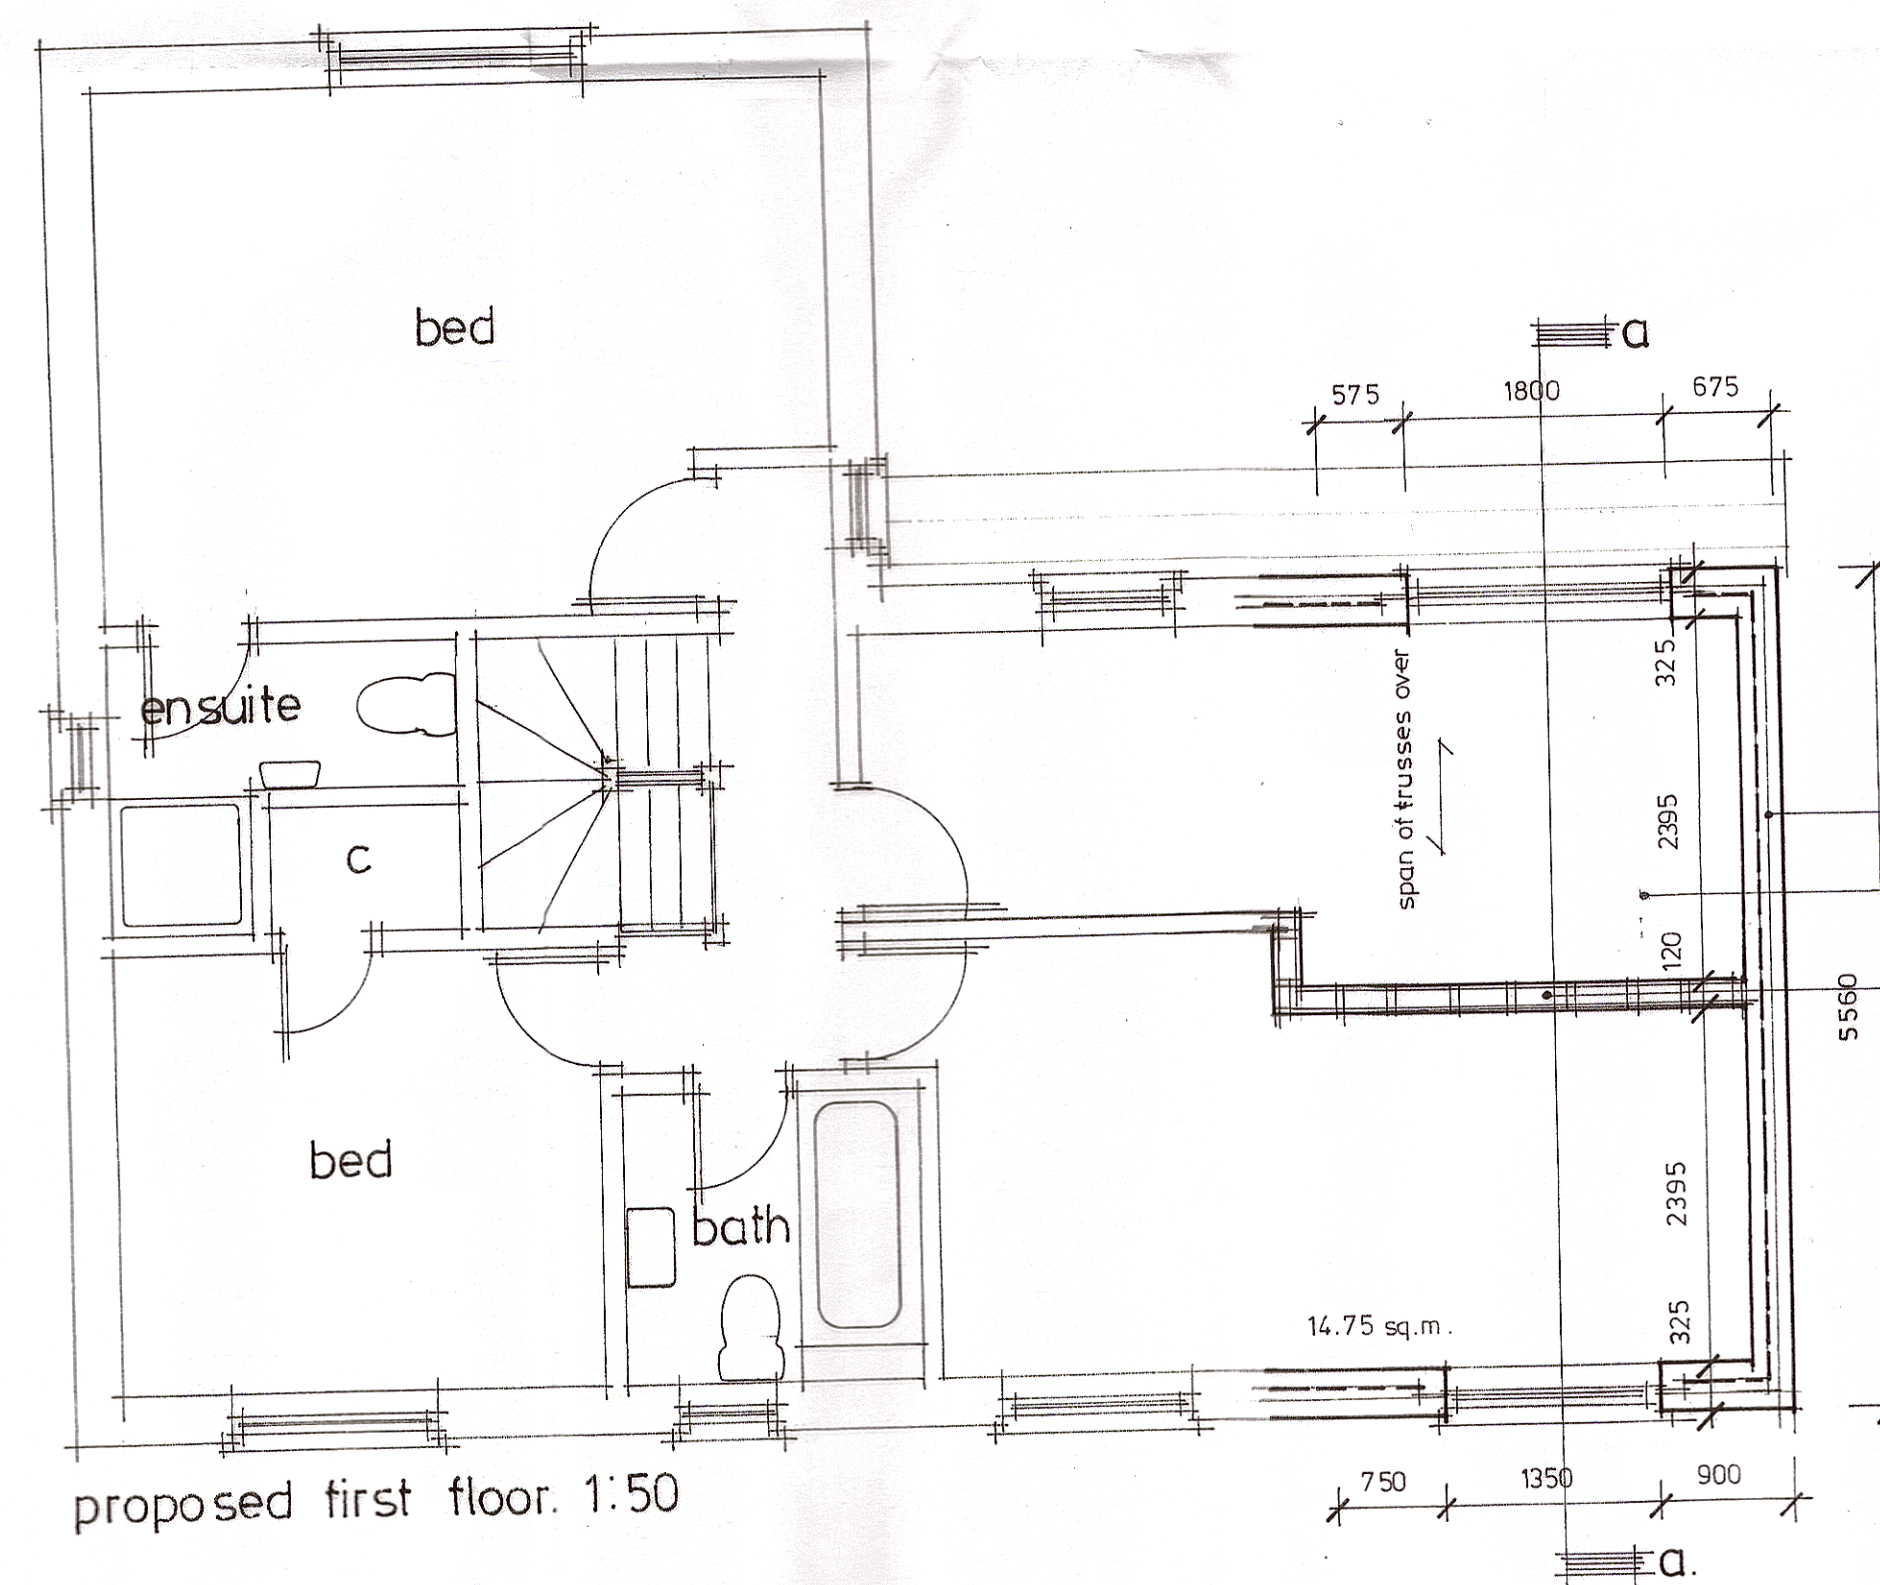 bed
a
575 1800 675
ensuite
325
span of trusses over
2395
c
120
5560
bed
bath
2395
325
14.75 sq.m.
750 1350 900
proposed first floor. 1:50
a.